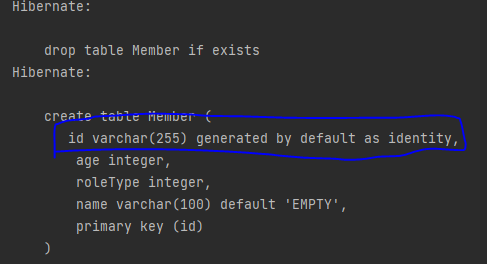 Hibernate:
drop table Member if exists
Hibernate:
create table Member (
id varchar(255) generated by default as identity,
age integer,
roleType integer,
name varchar(100) default 'EMPTY',
primary key (id)
)